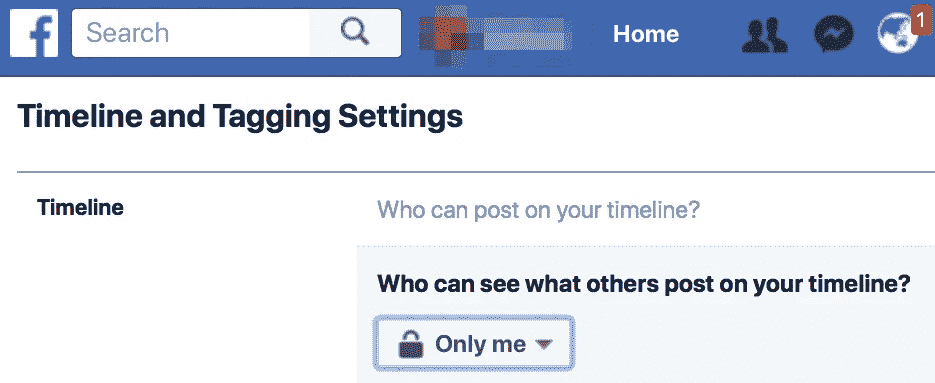 f Search Home 1
Timeline and Tagging Settings
Timeline Who can post on your timeline?
Who can see what others post on your timeline?
Only me